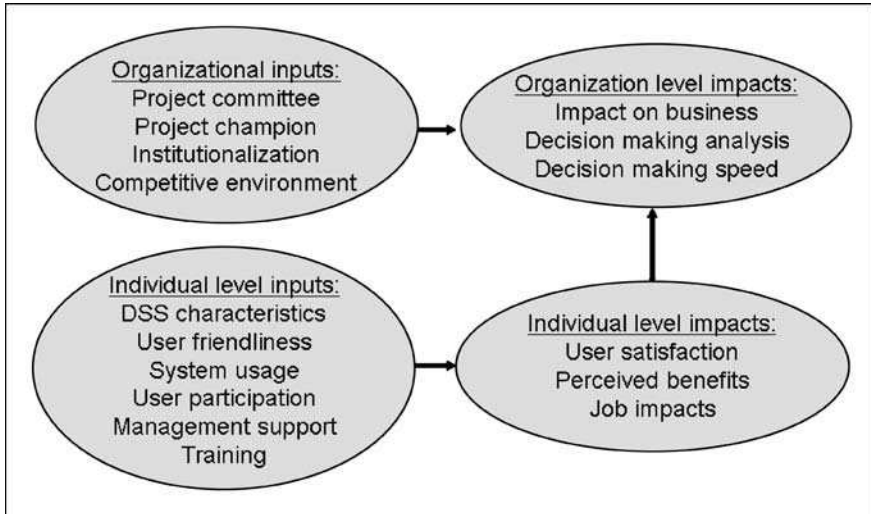 Organizational inputs:
Project committee
Project champion
Institutionalization
Competitive environment
Organization level impacts:
Impact on business
Decision making analysis
Decision making speed
Individual level inputs:
DSS characteristics
User friendliness
System usage
User participation
Management support
Training
Individual level impacts:
User satisfaction
Perceived benefits
Job impacts